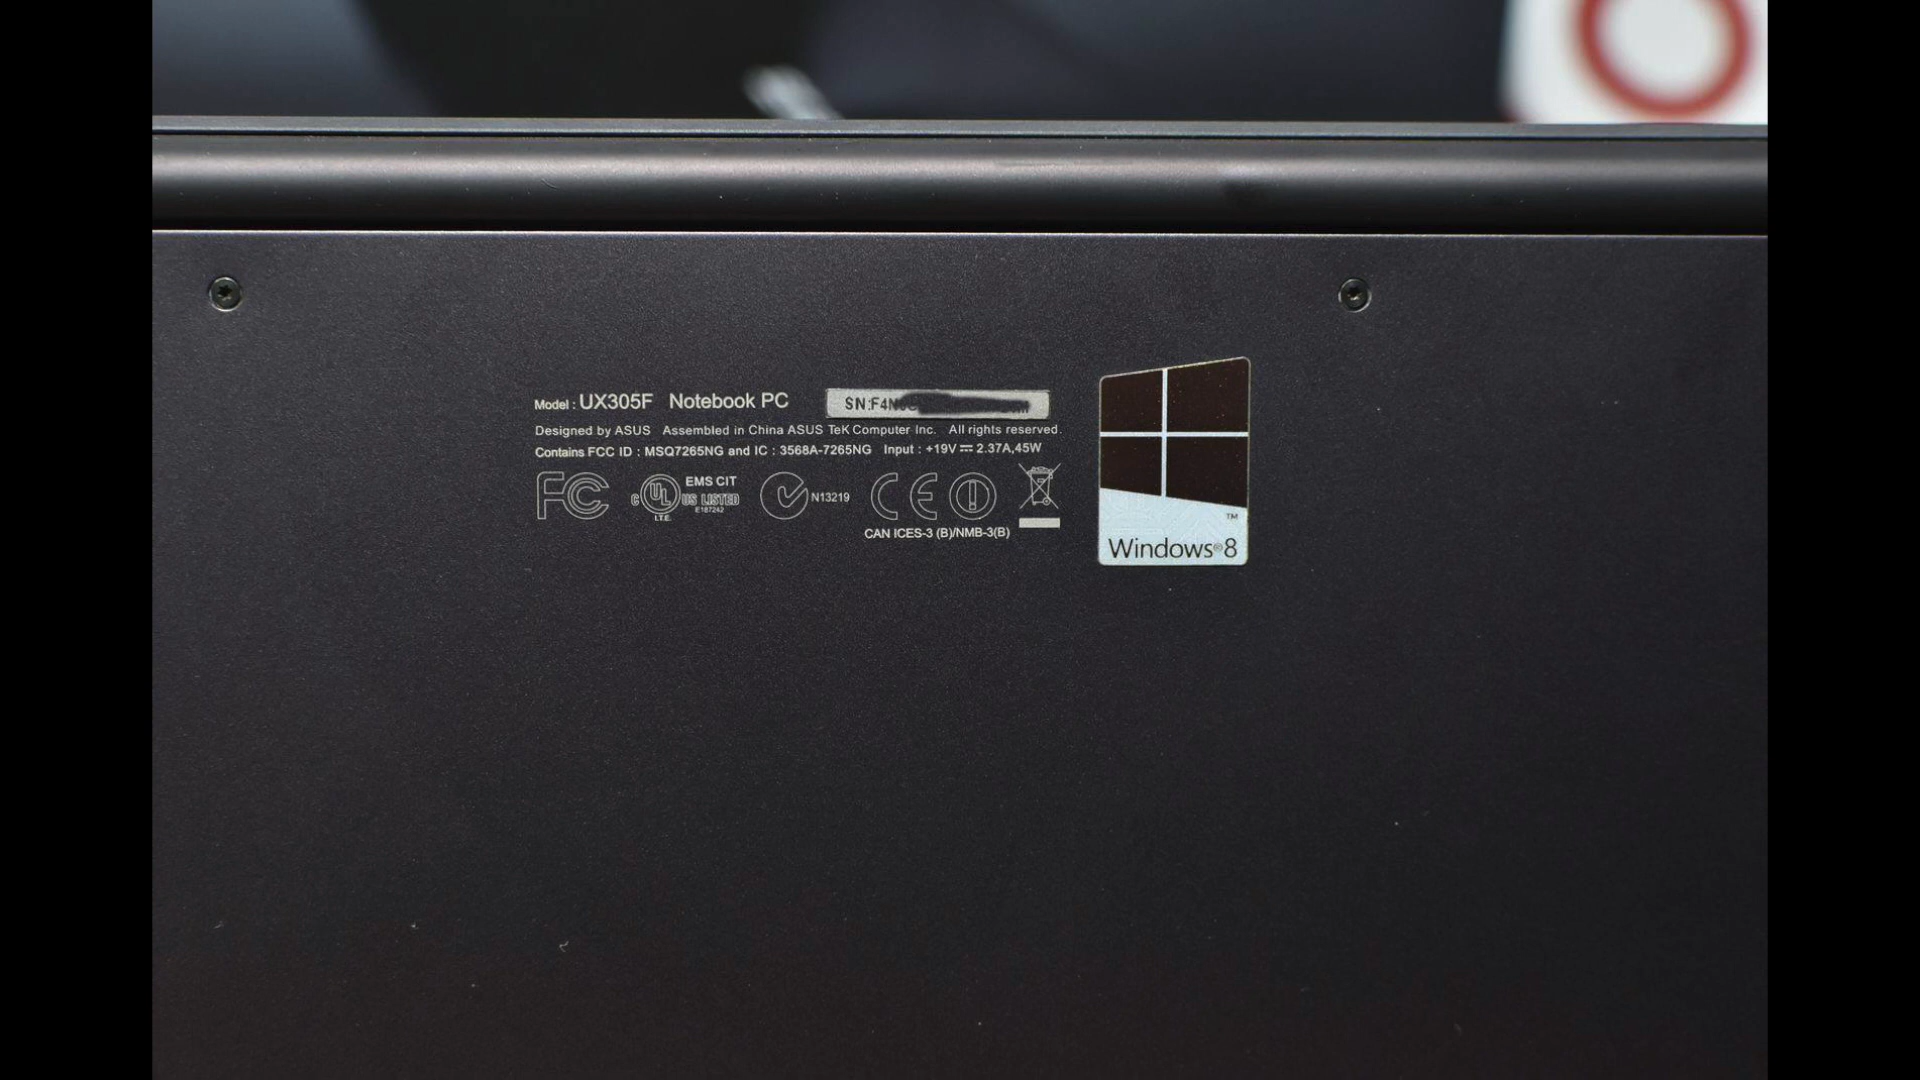 Model : UX305F Notebook PC
SN:F4N
Designed by ASUS Assembled in China ASUS TeK Computer Inc. All rights reserved.
Contains FCC ID : MSQ7265NG and IC : 3568A-7265NG Input : +19V ⎓ 2.37A,45W
FC
C UL US LISTED
EMS CIT
I.T.E.
E187242
N13219
CE
CAN ICES-3 (B)/NMB-3(B)
TM
Windows®8